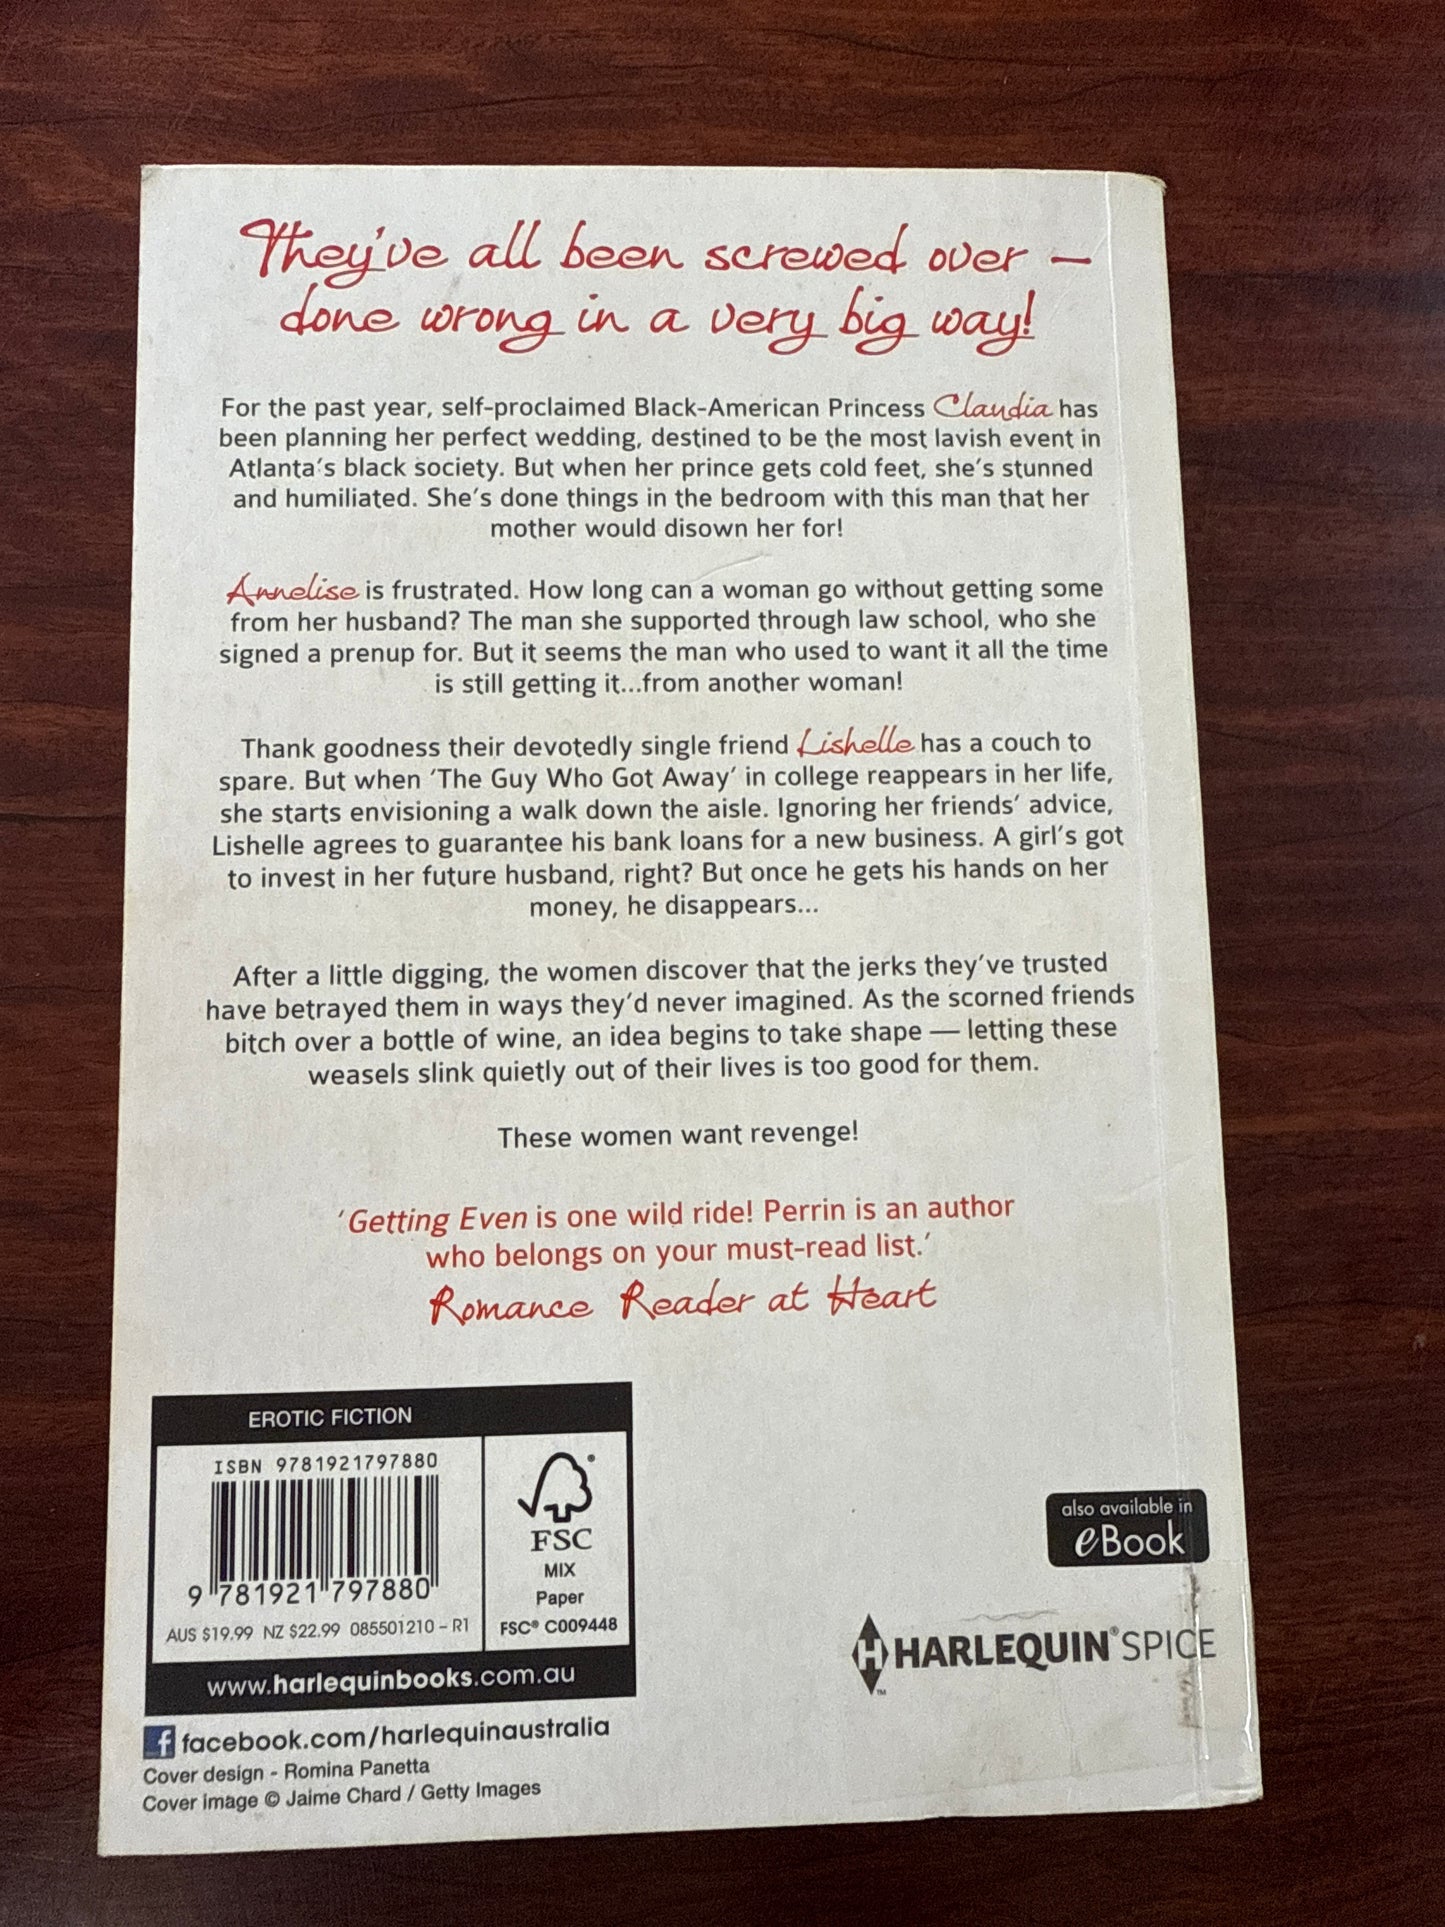 They've all been screwed over –
done wrong in a very big way!
For the past year, self-proclaimed Black-American Princess Claudia has
been planning her perfect wedding, destined to be the most lavish event in
Atlanta's black society. But when her prince gets cold feet, she's stunned
and humiliated. She's done things in the bedroom with this man that her
mother would disown her for!
Annelise is frustrated. How long can a woman go without getting some
from her husband? The man she supported through law school, who she
signed a prenup for. But it seems the man who used to want it all the time
is still getting it...from another woman!
Thank goodness their devotedly single friend Lishelle has a couch to
spare. But when 'The Guy Who Got Away' in college reappears in her life,
she starts envisioning a walk down the aisle. Ignoring her friends' advice,
Lishelle agrees to guarantee his bank loans for a new business. A girl's got
to invest in her future husband, right? But once he gets his hands on her
money, he disappears...
After a little digging, the women discover that the jerks they've trusted
have betrayed them in ways they'd never imagined. As the scorned friends
bitch over a bottle of wine, an idea begins to take shape — letting these
weasels slink quietly out of their lives is too good for them.
These women want revenge!
'Getting Even is one wild ride! Perrin is an author
who belongs on your must-read list.'
Romance Reader at Heart
EROTIC FICTION
ISBN 9781921797880
9 781921 797880
AUS $19.99 NZ $22.99 085501210 – R1
FSC
MIX
Paper
FSC® C009448
www.harlequinbooks.com.au
f facebook.com/harlequinaustralia
Cover design - Romina Panetta
Cover image © Jaime Chard / Getty Images
also available in
eBook
H HARLEQUIN® SPICE
™